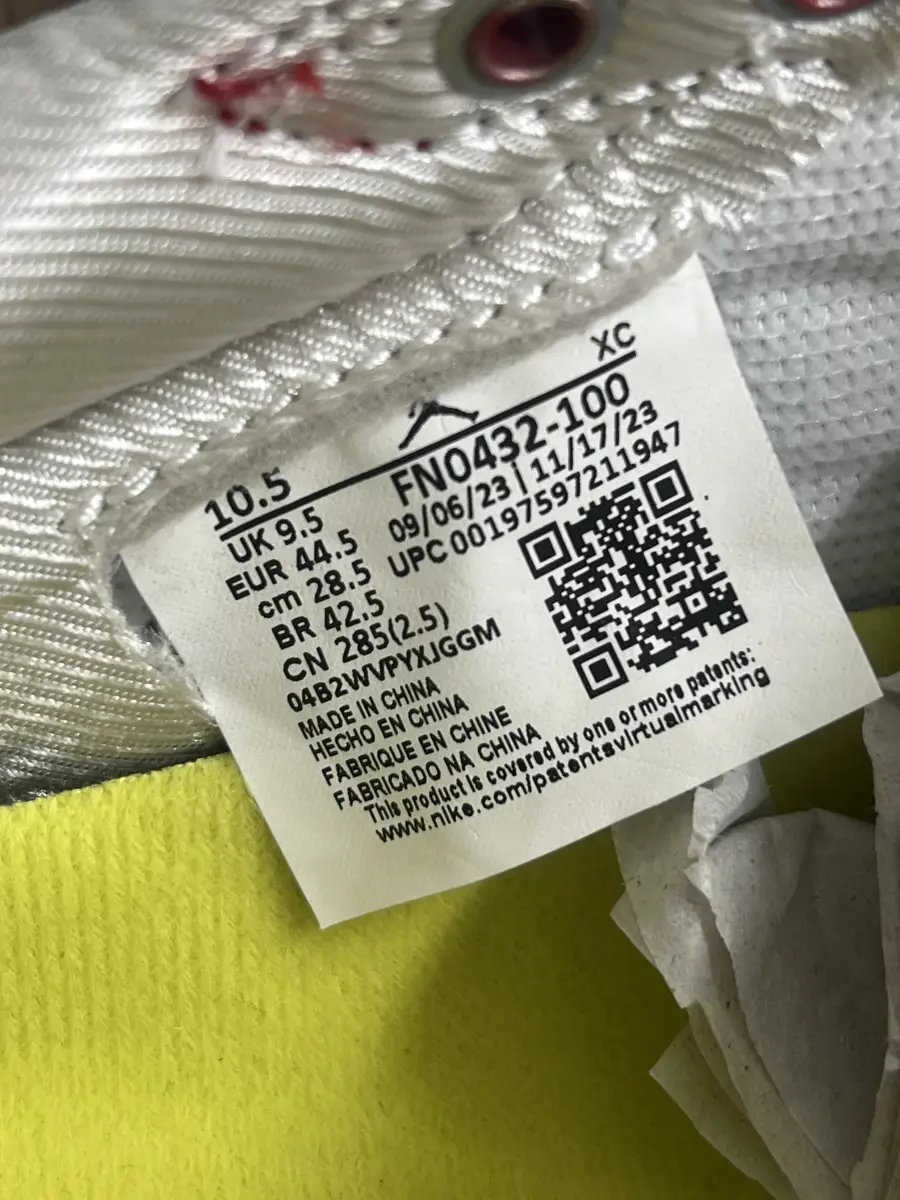 XC
10.5
FN0432-100
UK 9.5
09/06/23 | 11/17/23
EUR 44.5
UPC 00197597211947
cm 28.5
BR 42.5
CN 285(2.5)
04B2WVPYXJGGM
MADE IN CHINA
HECHO EN CHINA
FABRIQUE EN CHINE
FABRICADO NA CHINA
This product is covered by one or more patents:
www.nike.com/patentsvirtualmarking